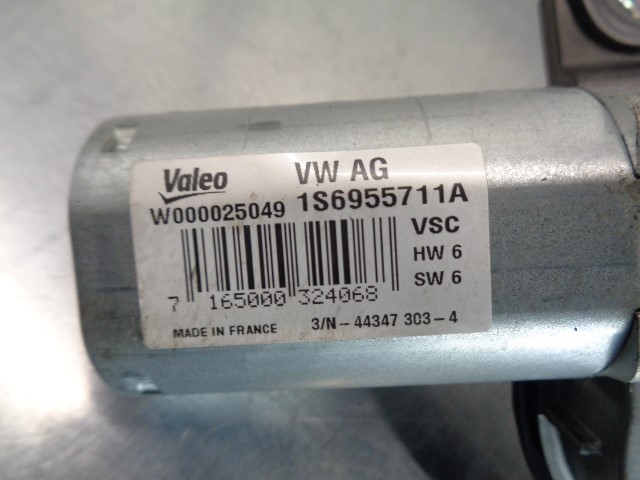 Valeo VW AG
W000025049 1S6955711A
VSC
HW 6
SW 6
7 165000 324068
MADE IN FRANCE 3/N-44347 303-4